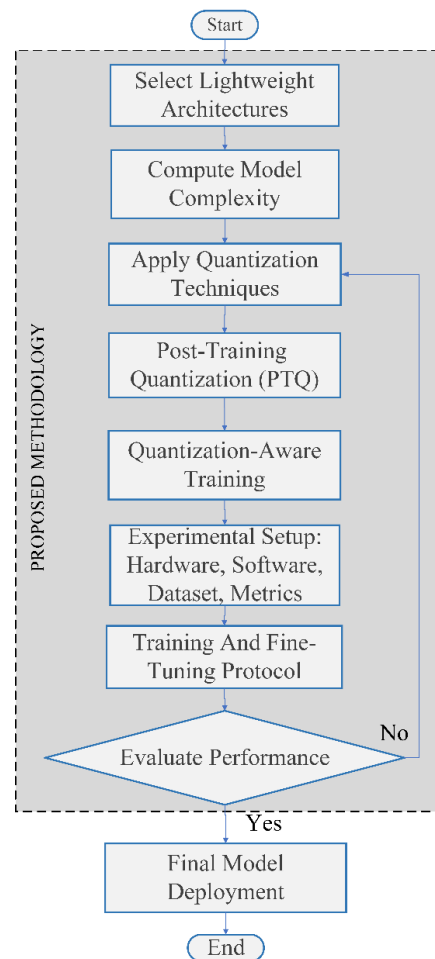 Start
Select Lightweight
Architectures
Compute Model
Complexity
Apply Quantization
Techniques
Post-Training
Quantization (PTQ)
PROPOSED METHODOLOGY
Quantization-Aware
Training
Experimental Setup:
Hardware, Software,
Dataset, Metrics
Training And Fine-
Tuning Protocol
No
Evaluate Performance
Yes
Final Model
Deployment
End